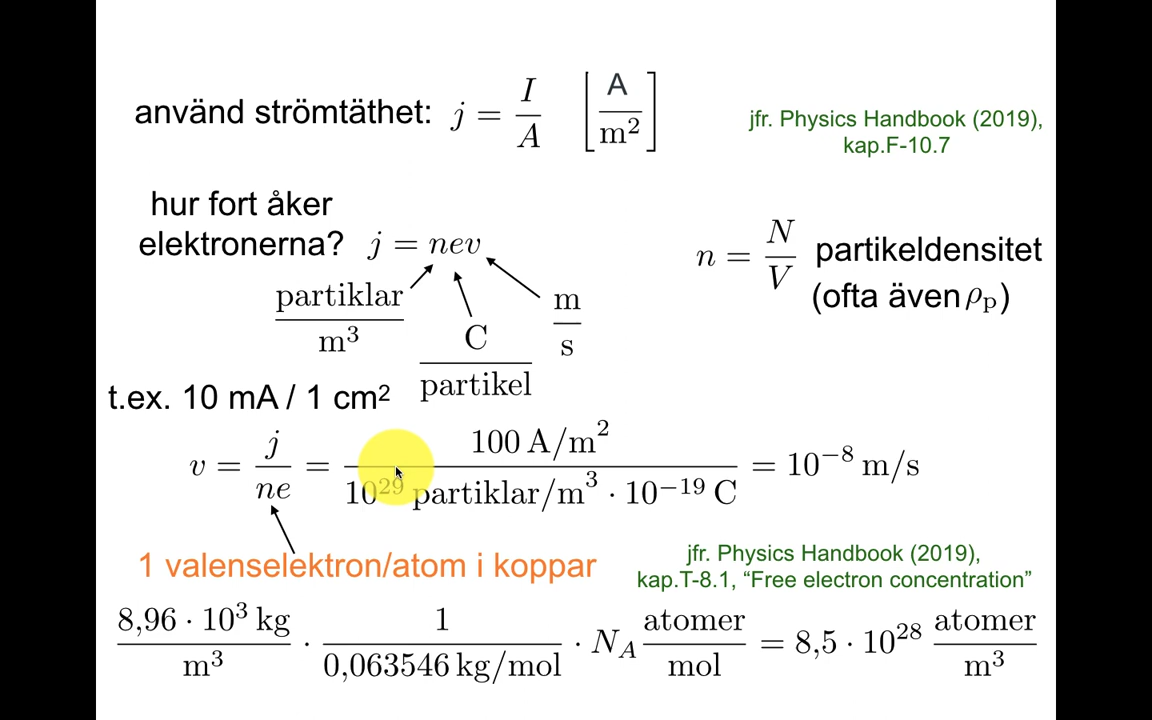 använd strömtäthet: j = I/A [A/m²]
jfr. Physics Handbook (2019),
kap.F-10.7
hur fort åker
elektronerna? j = nev
n = N/V partikeldensitet
(ofta även ρₚ)
partiklar/m³
C/partikel
m/s
t.ex. 10 mA / 1 cm²
v = j/ne = 100 A/m² / 10²⁹ partiklar/m³ · 10⁻¹⁹ C = 10⁻⁸ m/s
1 valenselektron/atom i koppar
jfr. Physics Handbook (2019),
kap.T-8.1, “Free electron concentration”
8,96 · 10³ kg/m³ · 1/0,063546 kg/mol · N_A atomer/mol = 8,5 · 10²⁸ atomer/m³